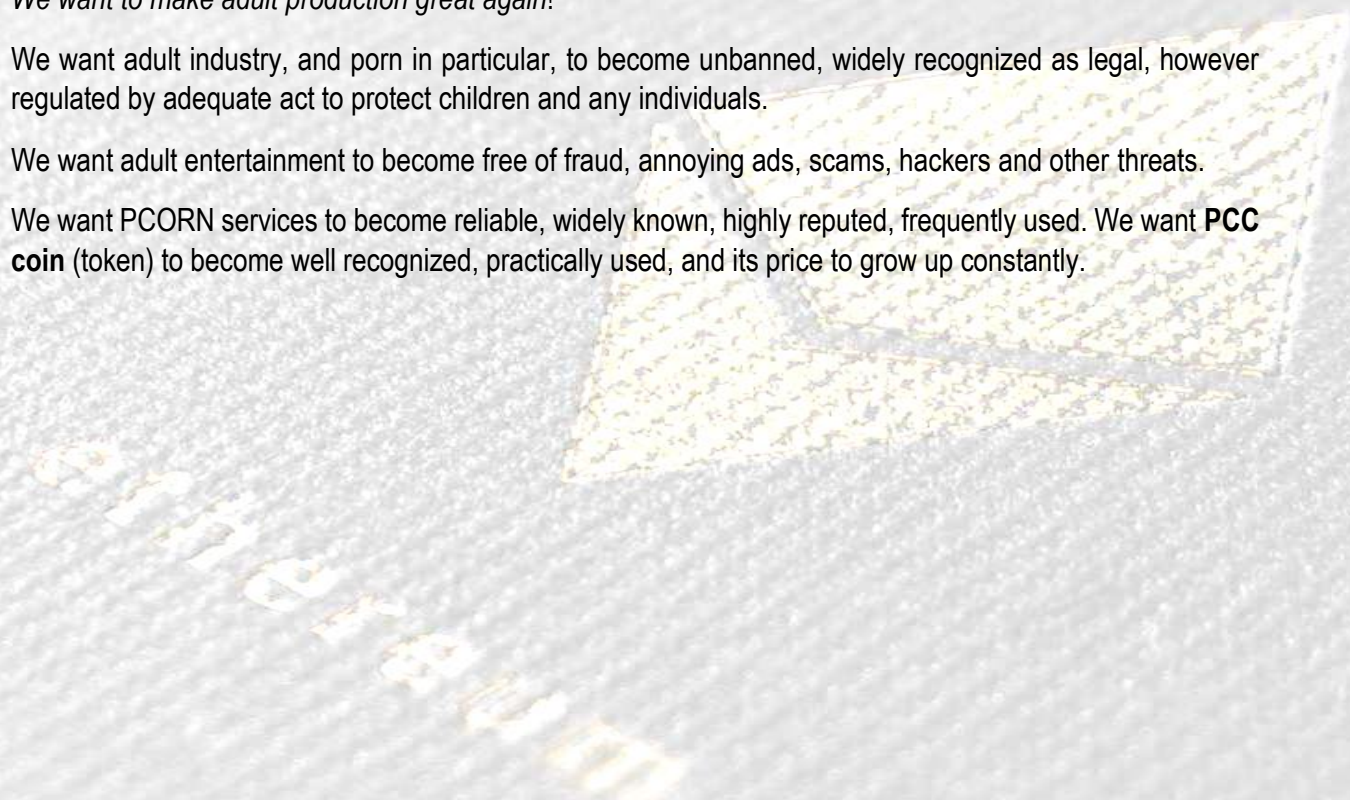 We want to make adult production great again!
We want adult industry, and porn in particular, to become unbanned, widely recognized as legal, however
regulated by adequate act to protect children and any individuals.
We want adult entertainment to become free of fraud, annoying ads, scams, hackers and other threats.
We want PCORN services to become reliable, widely known, highly reputed, frequently used. We want PCC
coin (token) to become well recognized, practically used, and its price to grow up constantly.
ethereum